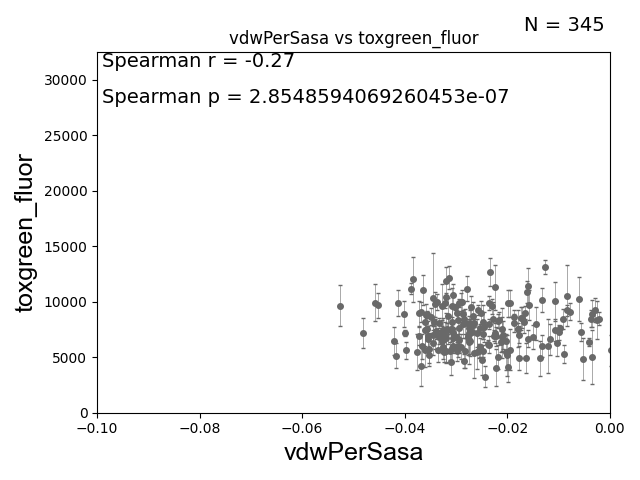 N = 345
vdwPerSasa vs toxgreen_fluor
Spearman r = -0.27
Spearman p = 2.8548594069260453e-07
30000
25000
20000
15000
10000
5000
0
toxgreen_fluor
−0.10 −0.08 −0.06 −0.04 −0.02 0.00
vdwPerSasa